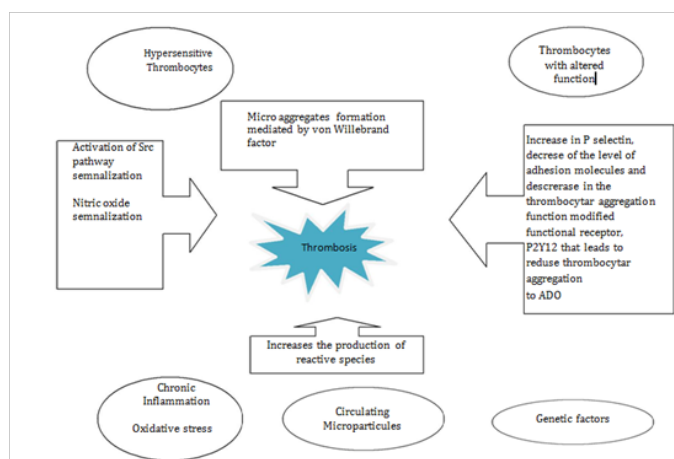 Hypersensitive
Thrombocytes
Thrombocytes
with altered
function
Micro aggregates formation
mediated by von Willebrand
factor
Activation of Src
pathway
semnalization
Nitric oxide
semnalization
Increase in P selectin,
decrese of the level of
adhesion molecules and
descrerase in the
thrombocytar aggregation
function modified
functional receptor,
P2Y12 that leads to
reduse thrombocytar
aggregation
to ADO
Thrombosis
Increases the production of
reactive species
Chronic
Inflammation
Oxidative stress
Circulating
Microparticules
Genetic factors